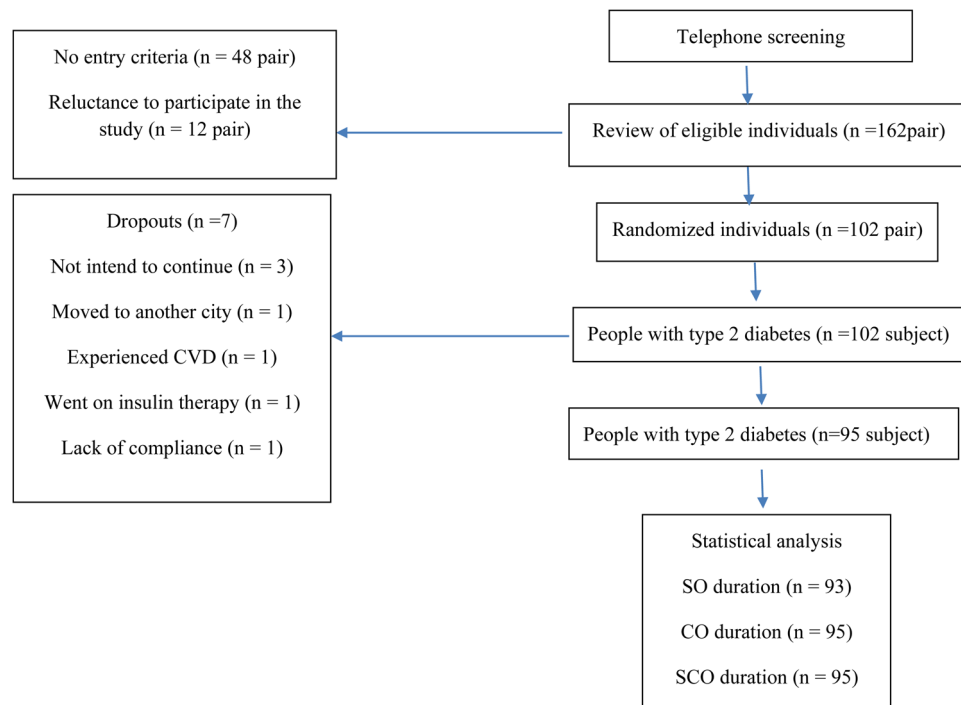 Telephone screening
Review of eligible individuals (n =162pair)
No entry criteria (n = 48 pair)
Reluctance to participate in the
study (n = 12 pair)
Randomized individuals (n =102 pair)
People with type 2 diabetes (n =102 subject)
Dropouts (n =7)
Not intend to continue (n = 3)
Moved to another city (n = 1)
Experienced CVD (n = 1)
Went on insulin therapy (n = 1)
Lack of compliance (n = 1)
People with type 2 diabetes (n=95 subject)
Statistical analysis
SO duration (n = 93)
CO duration (n = 95)
SCO duration (n = 95)